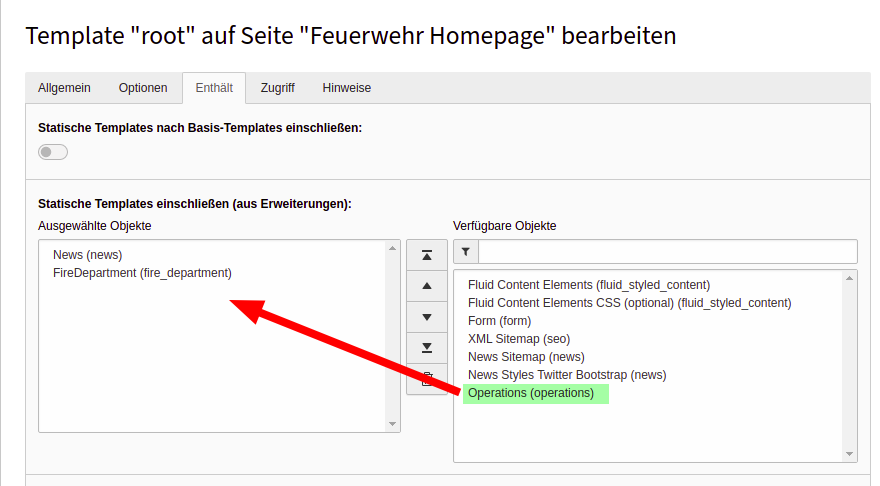 Template "root" auf Seite "Feuerwehr Homepage" bearbeiten
Allgemein Optionen Enthält Zugriff Hinweise
Statische Templates nach Basis-Templates einschließen:
Statische Templates einschließen (aus Erweiterungen):
Ausgewählte Objekte
News (news)
FireDepartment (fire_department)
Verfügbare Objekte
Fluid Content Elements (fluid_styled_content)
Fluid Content Elements CSS (optional) (fluid_styled_content)
Form (form)
XML Sitemap (seo)
News Sitemap (news)
News Styles Twitter Bootstrap (news)
Operations (operations)